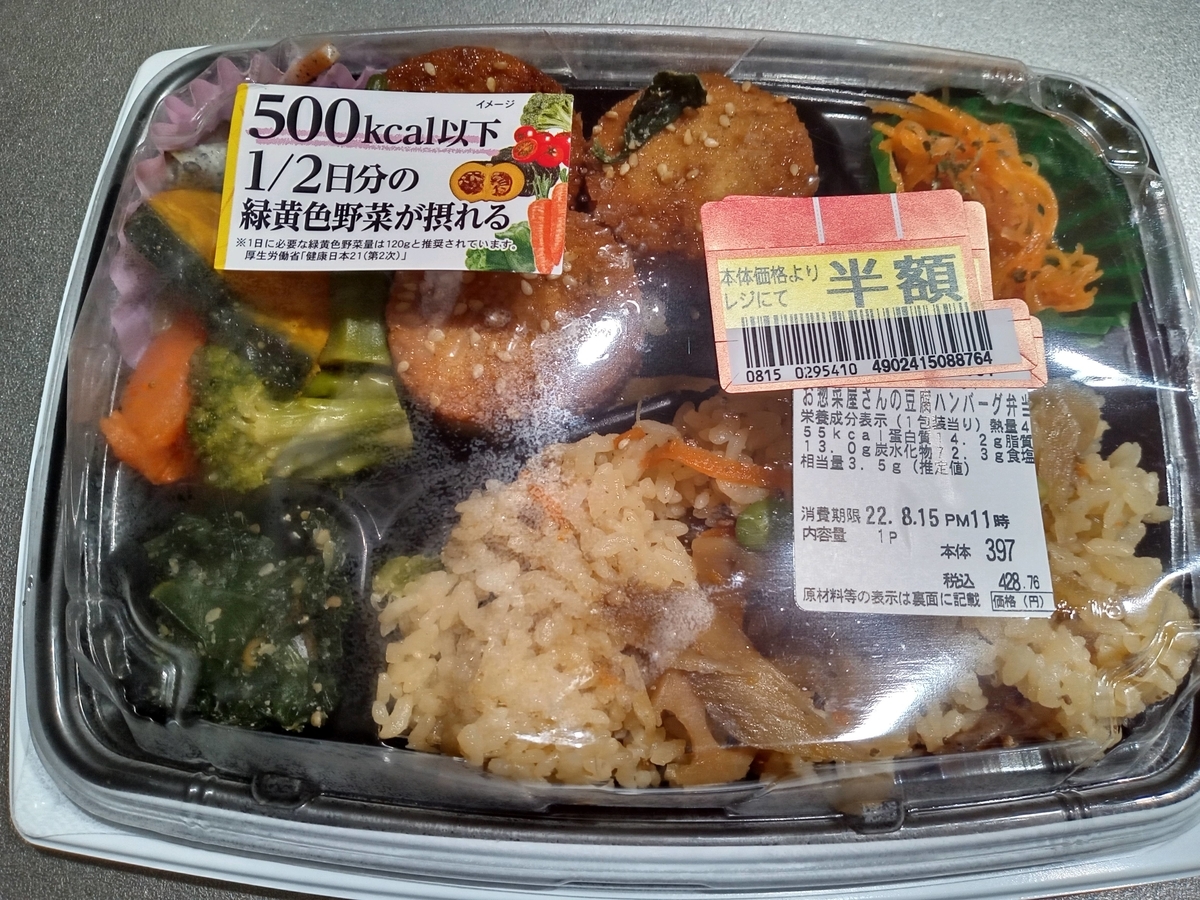 イメージ
500kcal以下
1/2日分の
緑黄色野菜が摂れる
※1日に必要な緑黄色野菜量は120gと推奨されています。
厚生労働省「健康日本21(第2次)」
本体価格より
レジにて
半額
0815 0295410 4902415088764
お惣菜屋さんの豆腐ハンバーグ弁当
栄養成分表示(1包装当り)熱量4
55kcal蛋白質14.2g脂質
13.0g炭水化物72.3g食塩
相当量3.5g(推定値)
消費期限 22. 8.15 PM11時
内容量 1P
本体 397
税込 428.76
原材料等の表示は裏面に記載 価格(円)